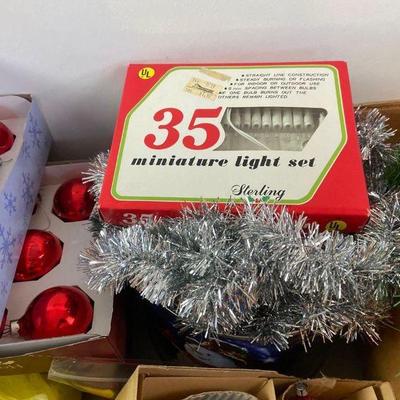 UL
• STRAIGHT LINE CONSTRUCTION
• STEADY BURNING OR FLASHING
• FOR INDOOR OR OUTDOOR USE
SPACING BETWEEN BULBS
• IF ONE BULB BURNS OUT THE
OTHERS REMAIN LIGHTED.
35
miniature light set
Sterling
35
UL